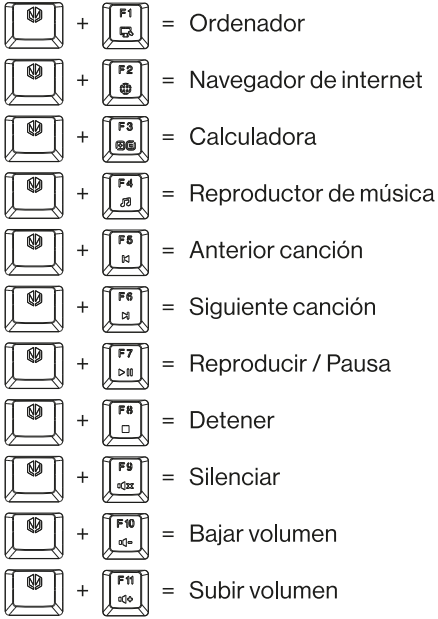 + F1 = Ordenador
+ F2 = Navegador de internet
+ F3 = Calculadora
+ F4 = Reproductor de música
+ F5 = Anterior canción
+ F6 = Siguiente canción
+ F7 = Reproducir / Pausa
+ F8 = Detener
+ F9 = Silenciar
+ F10 = Bajar volumen
+ F11 = Subir volumen